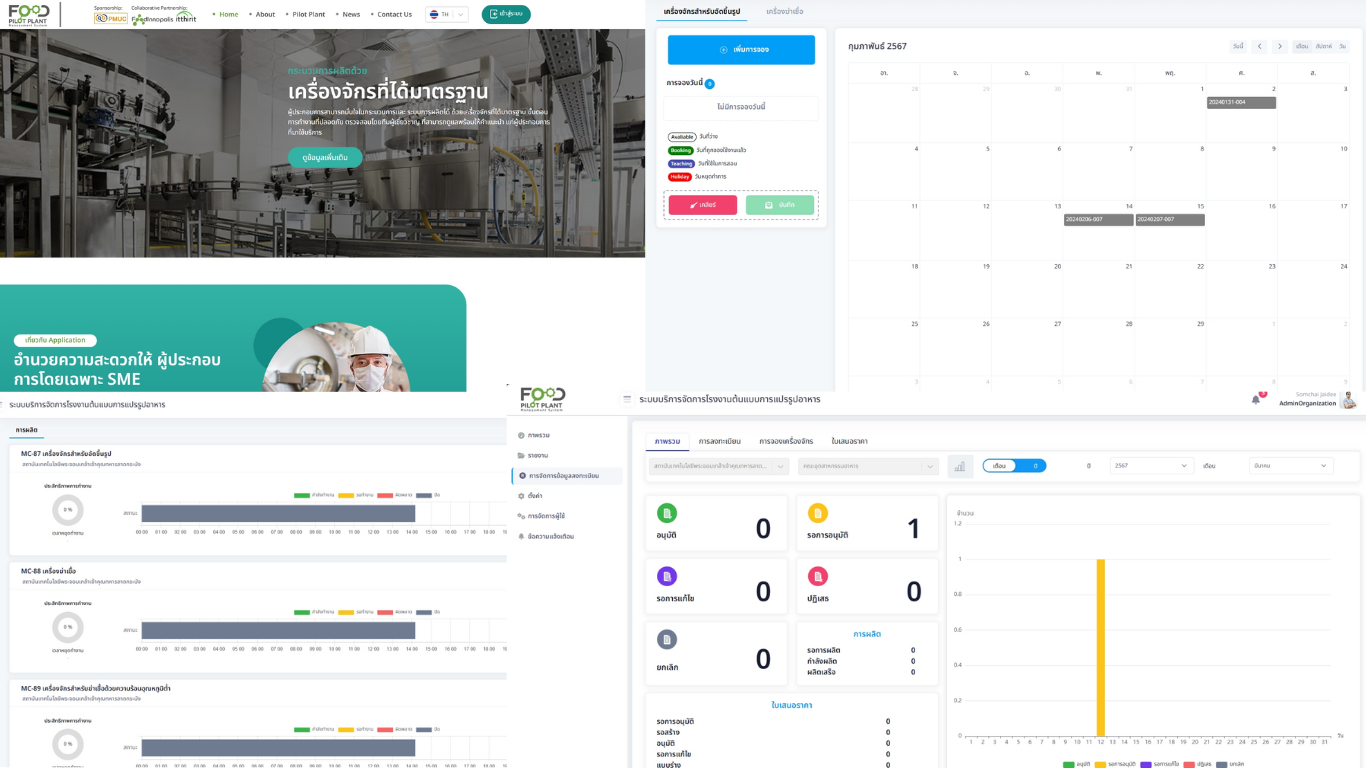 FOOD
PILOT PLANT
Management System
Sponsorship:
PMUC
Collaborative Partnership:
Foodinnopolis itthirit
Home
About
Pilot Plant
News
Contact Us
TH
เข้าสู่ระบบ
กระบวนการผลิตด้วย
เครื่องจักรที่ได้มาตรฐาน
ผู้ประกอบการสามารถมั่นใจในกระบวนการและ ระบบการผลิตได้ ด้วยเครื่องจักรที่ได้มาตรฐาน ขั้นตอน
การทำงานที่ปลอดภัย ตรวจสอบโดยทีมผู้เชี่ยวชาญ ที่สามารถดูแลพร้อมให้คำแนะนำ แก่ผู้ประกอบการ
ที่มาใช้บริการ
ดูข้อมูลเพิ่มเติม
เกี่ยวกับ Application
อำนวยความสะดวกให้ ผู้ประกอบ
การโดยเฉพาะ SME
เครื่องจักรสำหรับอัดขึ้นรูป
เครื่องฆ่าเชื้อ
เพิ่มการจอง
การจองวันนี้ 0
ไม่มีการจองวันนี้
Available วันที่ว่าง
Booking วันที่ถูกจองใช้งานแล้ว
Teaching วันที่ใช้ในการสอน
Holiday วันหยุดทำการ
เคลียร์
บันทึก
กุมภาพันธ์ 2567
วันนี้
เดือน สัปดาห์ วัน
อา. จ. อ. พ. พฤ. ศ. ส.
28 29 30 31 1 2 3
20240131-004
4 5 6 7 8 9 10
11 12 13 14 15 16 17
20240206-007 20240207-007
18 19 20 21 22 23 24
25 26 27 28 29 1 2
3 4 5 6 7 8 9
ระบบบริหารจัดการโรงงานต้นแบบการแปรรูปอาหาร
การผลิต
MC-87 เครื่องจักรสำหรับอัดขึ้นรูป
สถาบันเทคโนโลยีพระจอมเกล้าเจ้าคุณทหารลาดกระบัง
ประสิทธิภาพการทำงาน
0 %
เวลาหยุดทำงาน
กำลังทำงาน รอทำงาน ผิดพลาด ปิด
สถานะ
00:00 01:00 02:00 03:00 04:00 05:00 06:00 07:00 08:00 09:00 10:00 11:00 12:00 13:00 14:00 15:00 16:00 17:00 18:00
MC-88 เครื่องฆ่าเชื้อ
สถาบันเทคโนโลยีพระจอมเกล้าเจ้าคุณทหารลาดกระบัง
ประสิทธิภาพการทำงาน
0 %
เวลาหยุดทำงาน
กำลังทำงาน รอทำงาน ผิดพลาด ปิด
สถานะ
00:00 01:00 02:00 03:00 04:00 05:00 06:00 07:00 08:00 09:00 10:00 11:00 12:00 13:00 14:00 15:00 16:00 17:00 18:00
MC-89 เครื่องจักรสำหรับฆ่าเชื้อด้วยความร้อนอุณหภูมิต่ำ
สถาบันเทคโนโลยีพระจอมเกล้าเจ้าคุณทหารลาดกระบัง
ประสิทธิภาพการทำงาน
0 %
เวลาหยุดทำงาน
กำลังทำงาน รอทำงาน ผิดพลาด ปิด
สถานะ
00:00 01:00 02:00 03:00 04:00 05:00 06:00 07:00 08:00 09:00 10:00 11:00 12:00 13:00 14:00 15:00 16:00 17:00 18:00
FOOD
PILOT PLANT
Management System
ระบบบริหารจัดการโรงงานต้นแบบการแปรรูปอาหาร
Somchai Jaidee
AdminOrganization
ภาพรวม
รายงาน
การจัดการข้อมูลลงทะเบียน
ตั้งค่า
การจัดการผู้ใช้
ข้อความแจ้งเตือน
ภาพรวม
การลงทะเบียน
การจองเครื่องจักร
ใบเสนอราคา
สถาบันเทคโนโลยีพระจอมเกล้าเจ้าคุณทหารลาด...
คณะอุตสาหกรรมอาหาร
เดือน 0
0
2567
เดือน
มีนาคม
อนุมัติ 0
รอการอนุมัติ 1
รอการแก้ไข 0
ปฏิเสธ 0
ยกเลิก 0
การผลิต
รอการผลิต 0
กำลังผลิต 0
ผลิตเสร็จ 0
ใบเสนอราคา
รอการอนุมัติ 0
รอสร้าง 0
อนุมัติ 0
รอการแก้ไข 0
แบบร่าง 0
จำนวน
1.2
1
0.8
0.6
0.4
0.2
0
1 2 3 4 5 6 7 8 9 10 11 12 13 14 15 16 17 18 19 20 21 22 23 24 25 26 27 28 29 30 31
วัน
อนุมัติ รอการอนุมัติ รอการแก้ไข ปฏิเสธ ยกเลิก